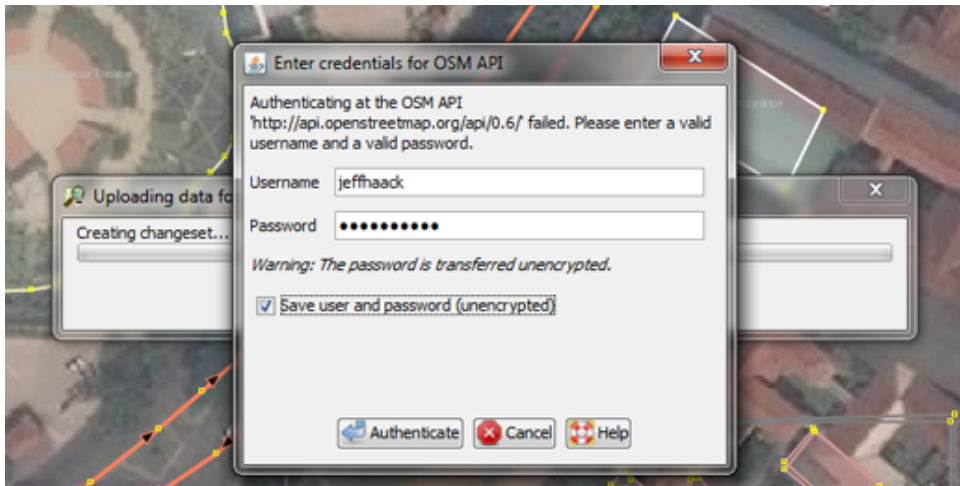 Enter credentials for OSM API
Authenticating at the OSM API
'http://api.openstreetmap.org/api/0.6/' failed. Please enter a valid
username and a valid password.
Username jeffhaack
Password ●●●●●●●●●●
Warning: The password is transferred unencrypted.
Save user and password (unencrypted)
Authenticate Cancel Help
Uploading data fo
Creating changeset...